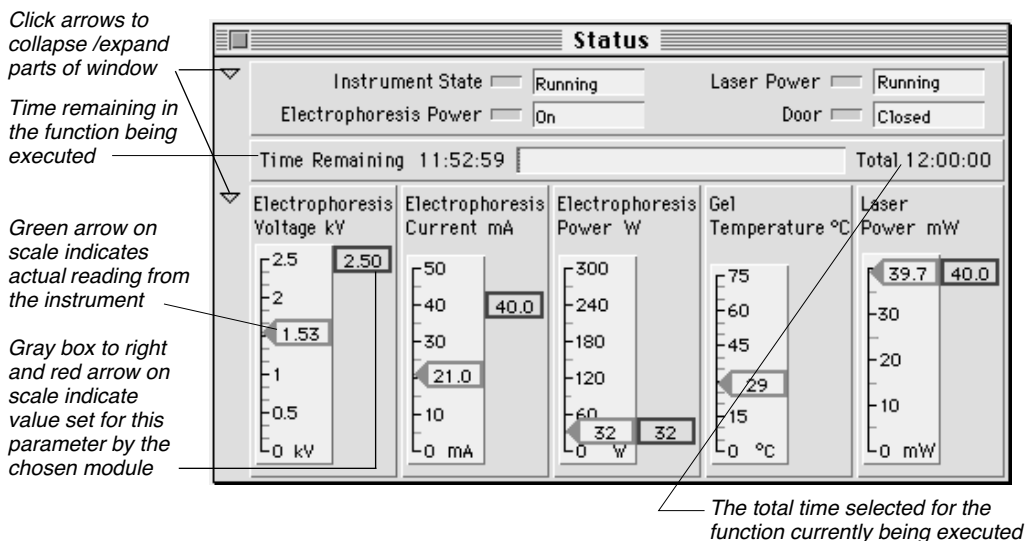 Click arrows to
collapse /expand
parts of window
Time remaining in
the function being
executed
Green arrow on
scale indicates
actual reading from
the instrument
Gray box to right
and red arrow on
scale indicate
value set for this
parameter by the
chosen module
Status
Instrument State Running Laser Power Running
Electrophoresis Power On Door Closed
Time Remaining 11:52:59 Total 12:00:00
Electrophoresis
Voltage kV
2.5 2.50
2
1.53
1
0.5
0 kV
Electrophoresis
Current mA
50
40 40.0
30
21.0
10
0 mA
Electrophoresis
Power W
300
240
180
120
60
32 32
0 W
Gel
Temperature °C
75
60
45
29
15
0 °C
Laser
Power mW
39.7 40.0
30
20
10
0 mW
The total time selected for the
function currently being executed